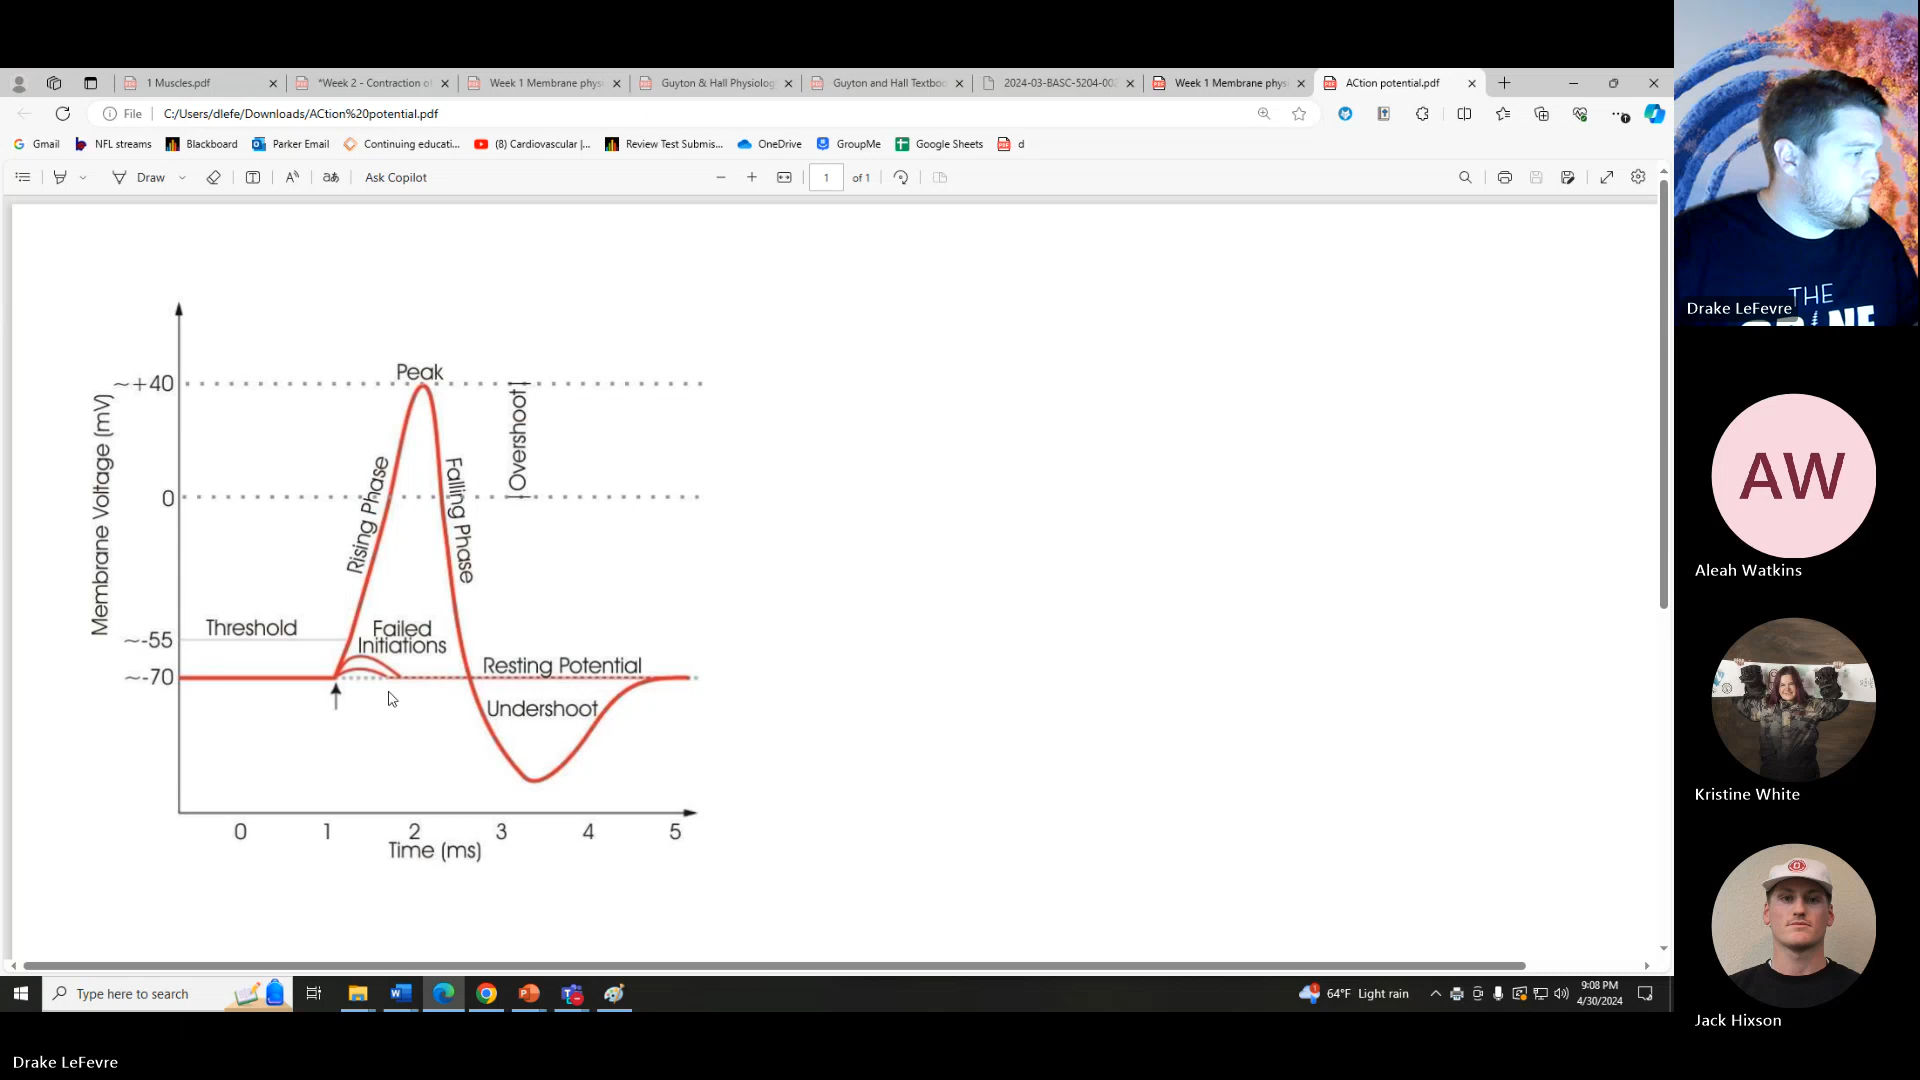 1 Muscles.pdf
*Week 2 - Contraction of
Week 1 Membrane physi
Guyton & Hall Physiolog
Guyton and Hall Textboo
2024-03-BASC-5204-002
Week 1 Membrane physi
ACtion potential.pdf
File
C:/Users/dlefe/Downloads/ACtion%20potential.pdf
Gmail
NFL streams
Blackboard
Parker Email
Continuing educati...
(8) Cardiovascular |...
Review Test Submis...
OneDrive
GroupMe
Google Sheets
d
Draw
Ask Copilot
1
of 1
Peak
~+40
Overshoot
Membrane Voltage (mV)
Rising Phase
Falling Phase
0
Threshold
Failed
Initiations
~-55
Resting Potential
~-70
Undershoot
0 1 2 3 4 5
Time (ms)
Type here to search
64°F Light rain
9:08 PM
4/30/2024
THE
Drake LeFevre
AW
Aleah Watkins
Kristine White
Jack Hixson
Drake LeFevre